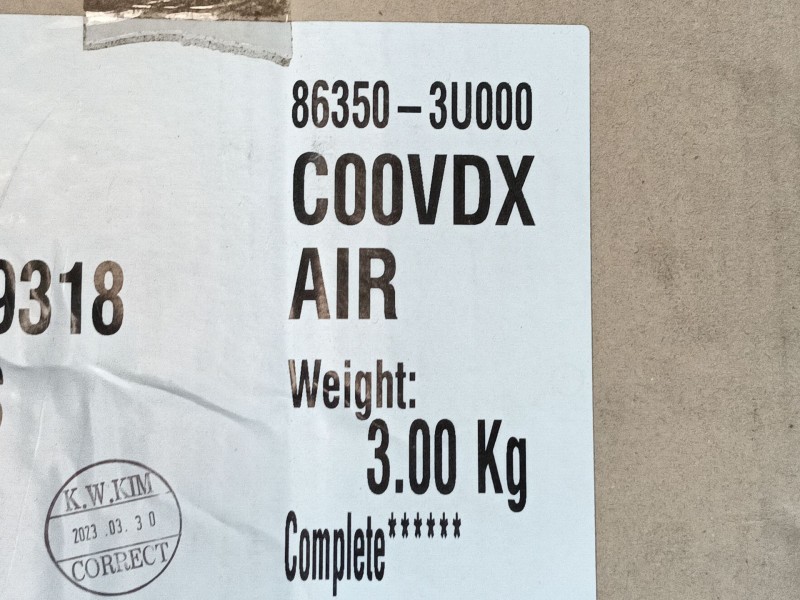 86350-3U000
C00VDX
AIR
9318
Weight:
3.00 Kg
Complete******
K.W.KIM
2023.03.30
CORRECT